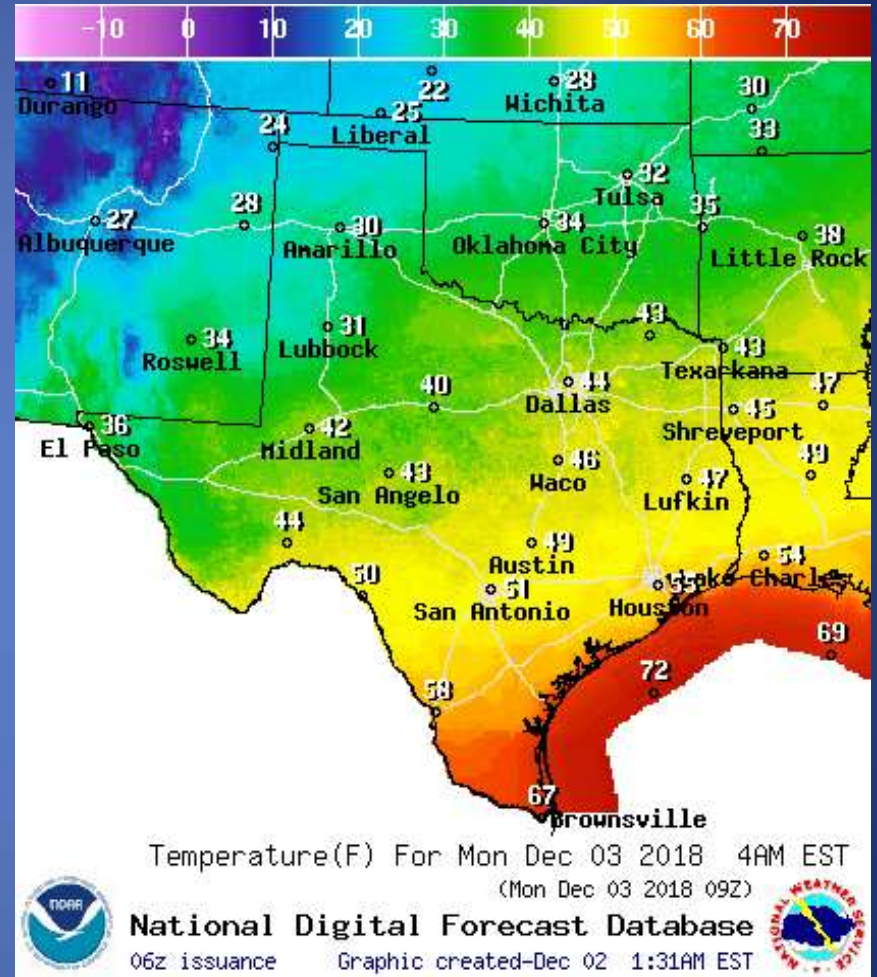 -10 0 10 20 30 40 50 60 70
11
Durango
22
28
Wichita
30
25
Liberal
24
33
32
Tulsa
27
Albuquerque
28
30
Amarillo
34
Oklahoma City
35
38
Little Rock
34
Roswell
31
Lubbock
43
43
Texarkana
44
Dallas
40
45
Shreveport
47
36
El Paso
42
Midland
43
San Angelo
46
Waco
47
Lufkin
49
44
49
Austin
54
Lake Charles
50
51
San Antonio
55
Houston
69
72
58
67
Brownsville
Temperature(F) For Mon Dec 03 2018 4AM EST
(Mon Dec 03 2018 09Z)
National Digital Forecast Database
06z issuance Graphic created-Dec 02 1:31AM EST
NOAA
NATIONAL WEATHER SERVICE